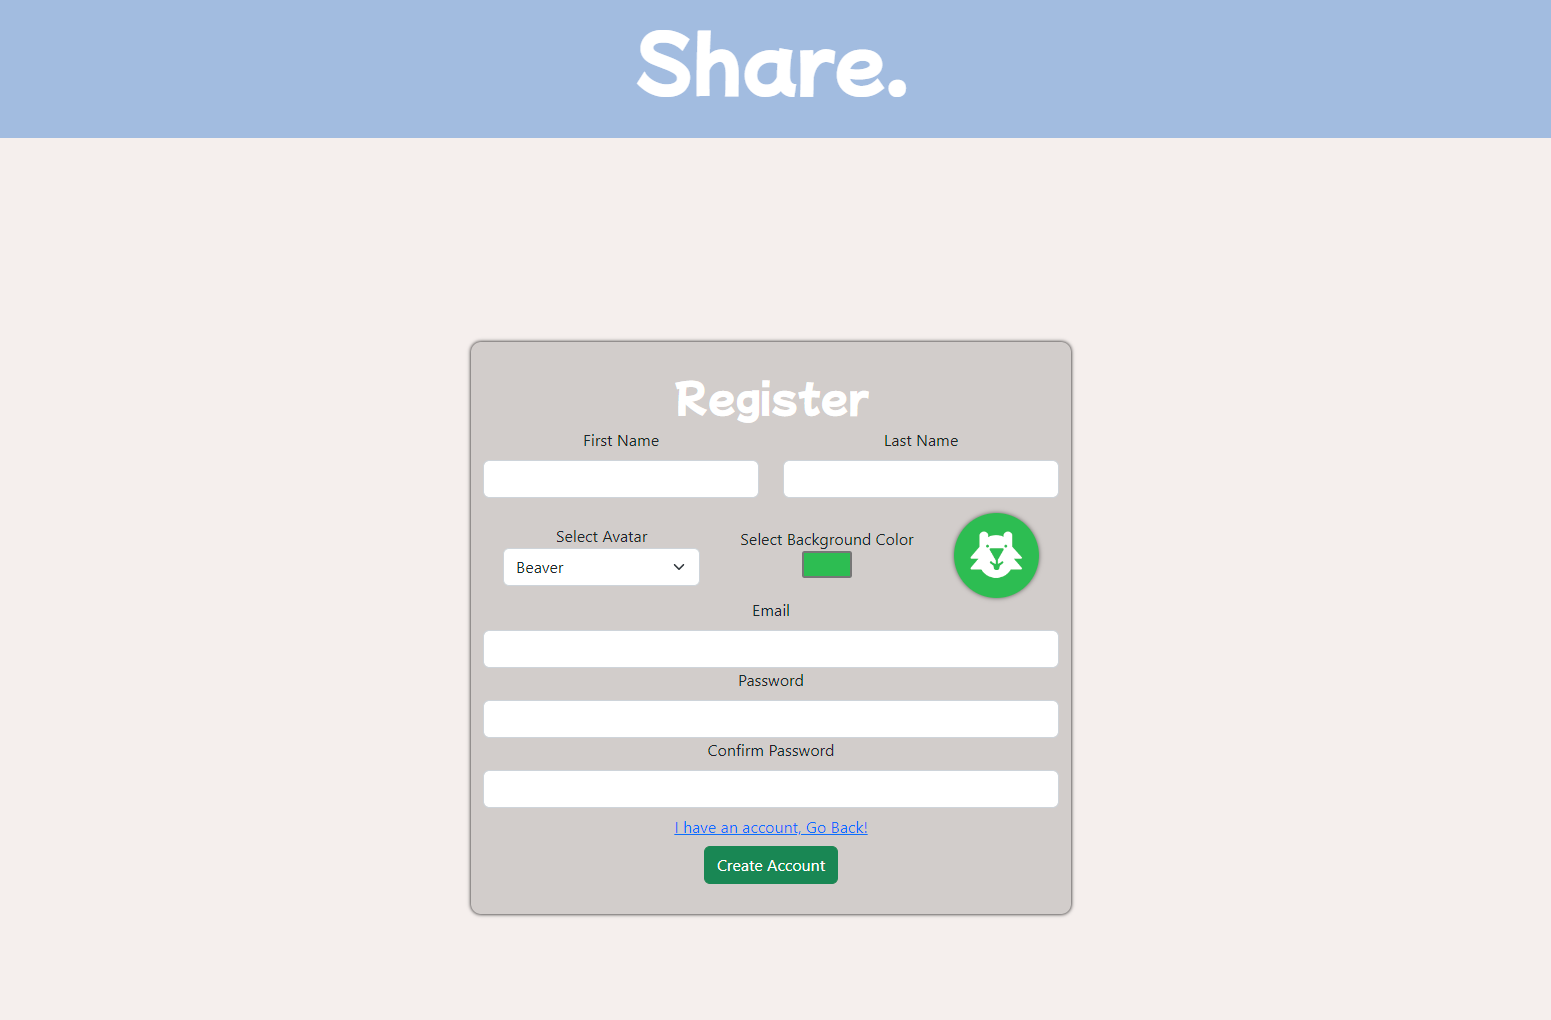 Share.
Register
First Name
Last Name
Select Avatar
Select Background Color
Beaver
Email
Password
Confirm Password
I have an account, Go Back!
Create Account